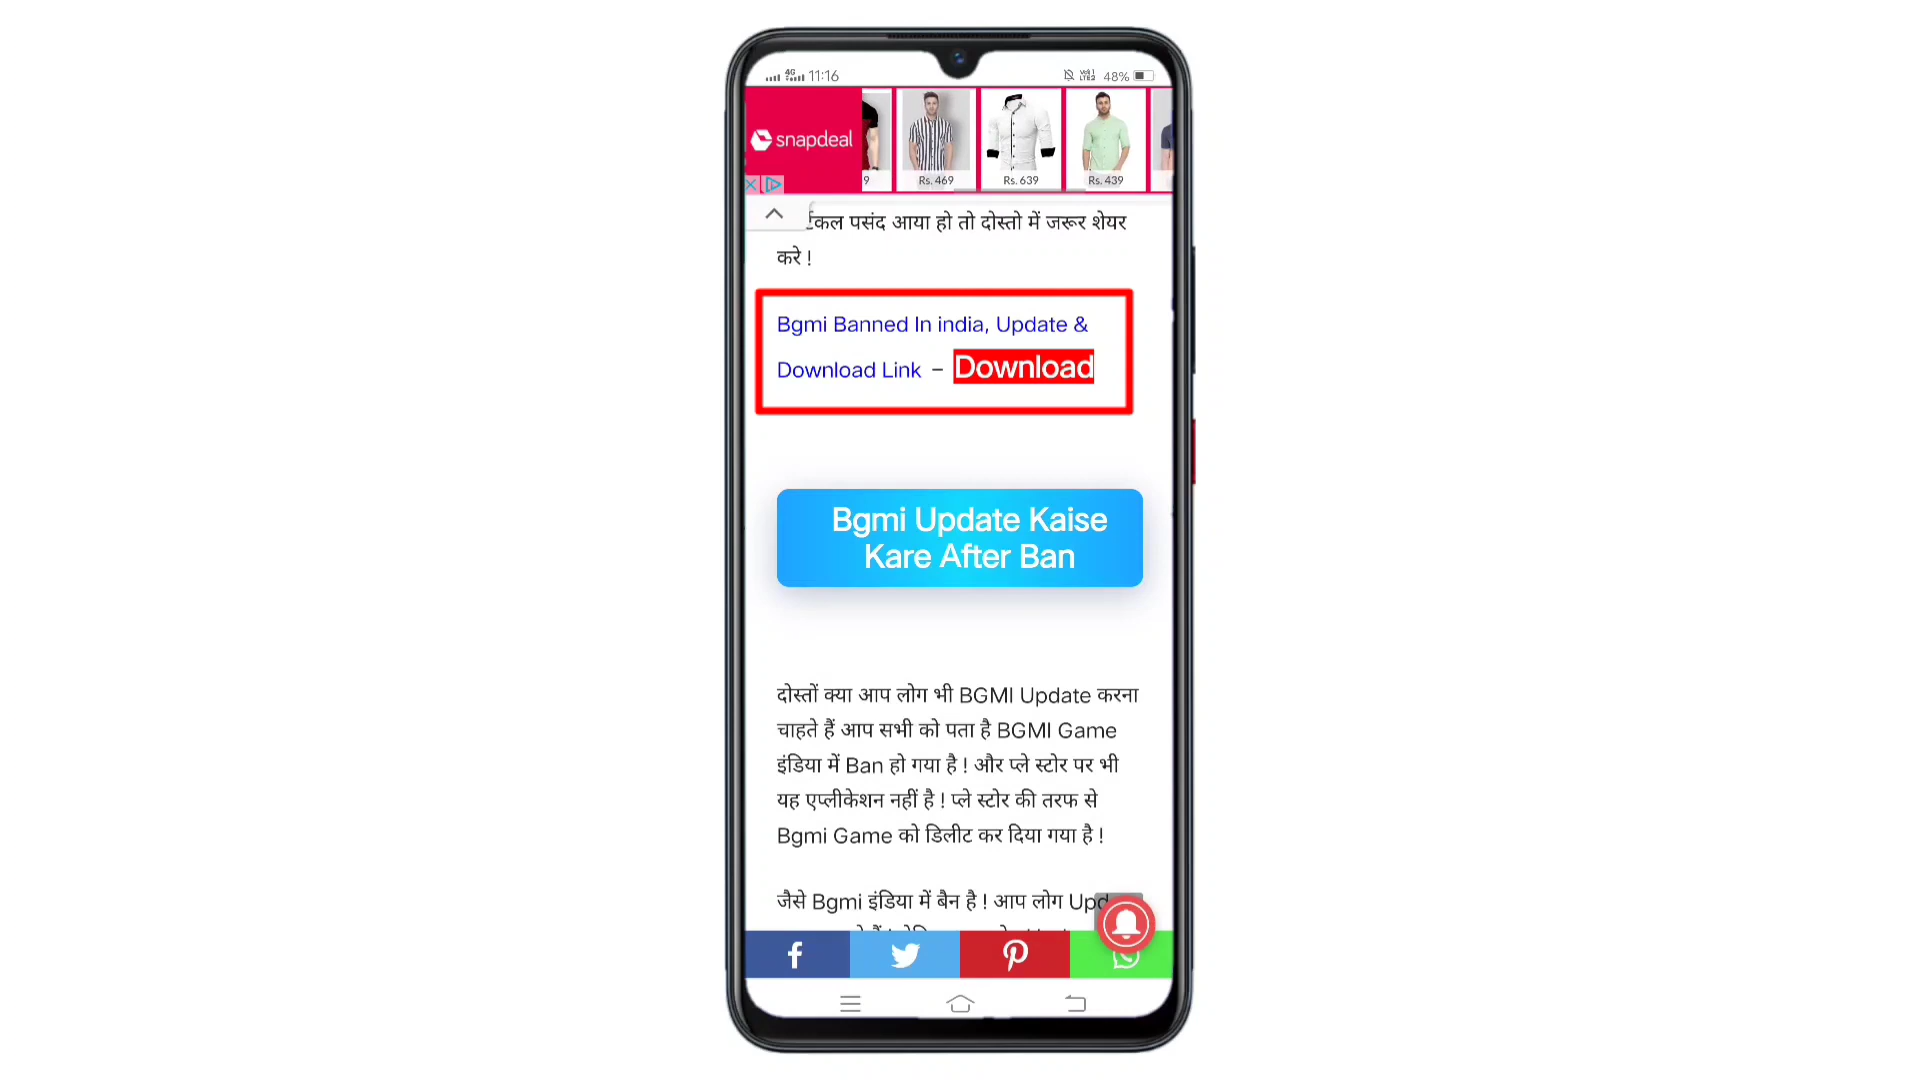 4G 11:16
48%
snapdeal
9
Rs. 469
Rs. 639
Rs. 439
पसंद आया हो तो दोस्तो में जरूर शेयर
करे !
Bgmi Banned In india, Update &
Download Link – Download
Bgmi Update Kaise
Kare After Ban
दोस्तों क्या आप लोग भी BGMI Update करना
चाहते हैं आप सभी को पता है BGMI Game
इंडिया में Ban हो गया है ! और प्ले स्टोर पर भी
यह एप्लीकेशन नहीं है ! प्ले स्टोर की तरफ से
Bgmi Game को डिलीट कर दिया गया है !
जैसे Bgmi इंडिया में बैन है ! आप लोग